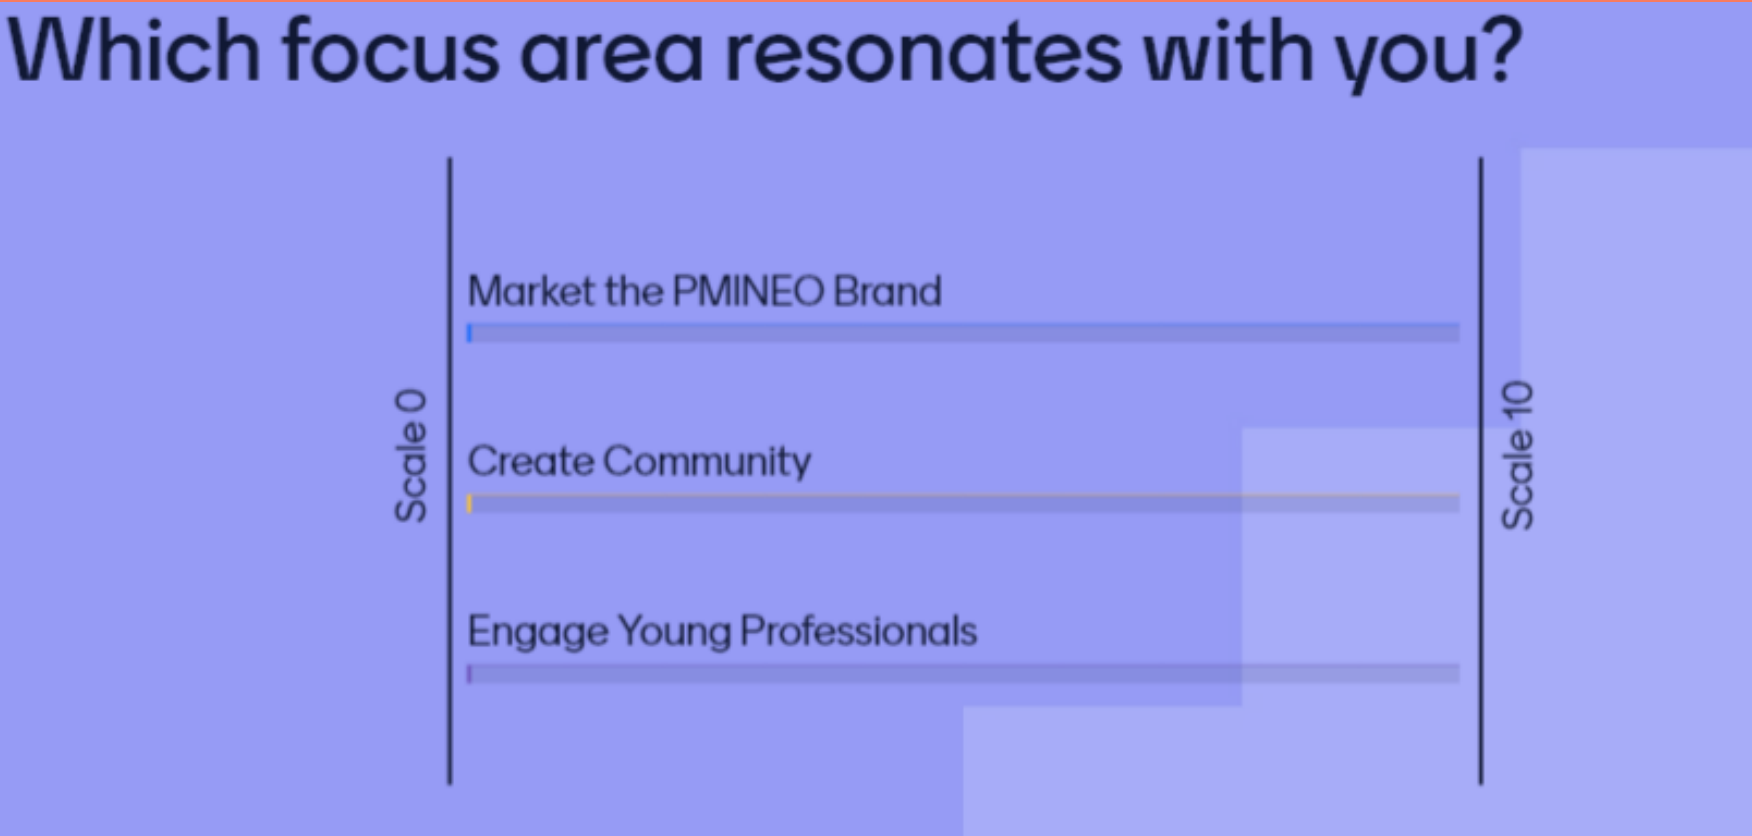 Which focus area resonates with you?
Market the PMINEO Brand
Scale 0
Create Community
Scale 10
Engage Young Professionals